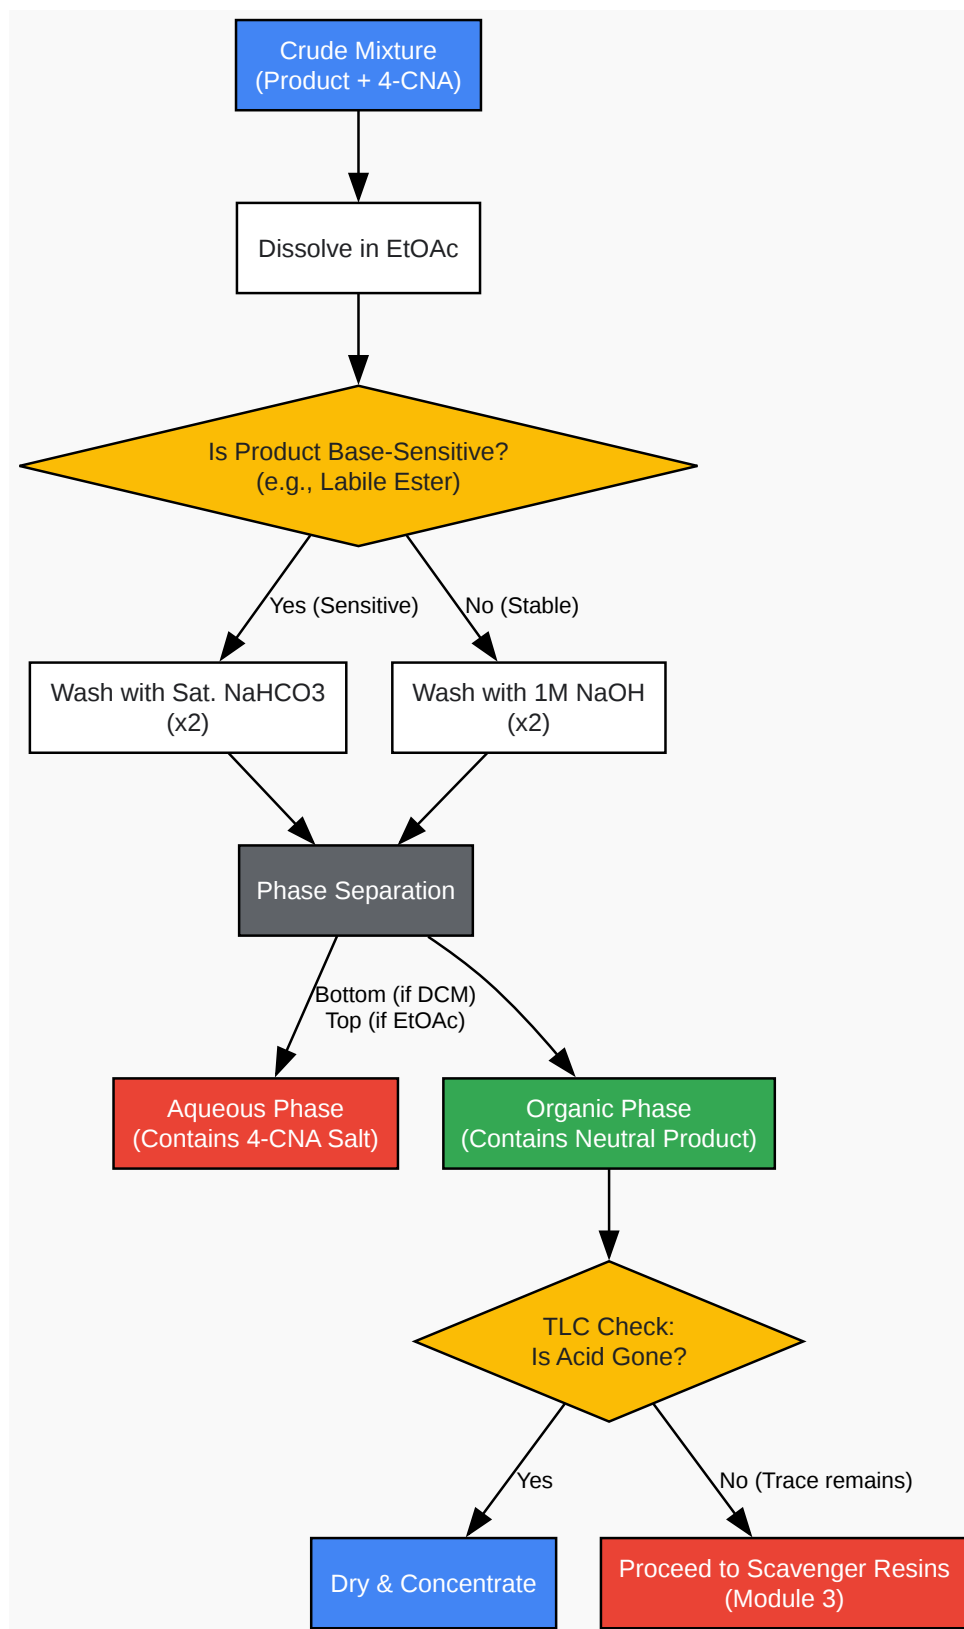 Crude Mixture
(Product + 4-CNA)
Dissolve in EtOAc
Is Product Base-Sensitive?
(e.g., Labile Ester)
Yes (Sensitive)
No (Stable)
Wash with Sat. NaHCO3
(x2)
Wash with 1M NaOH
(x2)
Phase Separation
Bottom (if DCM)
Top (if EtOAc)
Aqueous Phase
(Contains 4-CNA Salt)
Organic Phase
(Contains Neutral Product)
TLC Check:
Is Acid Gone?
Yes
No (Trace remains)
Dry & Concentrate
Proceed to Scavenger Resins
(Module 3)